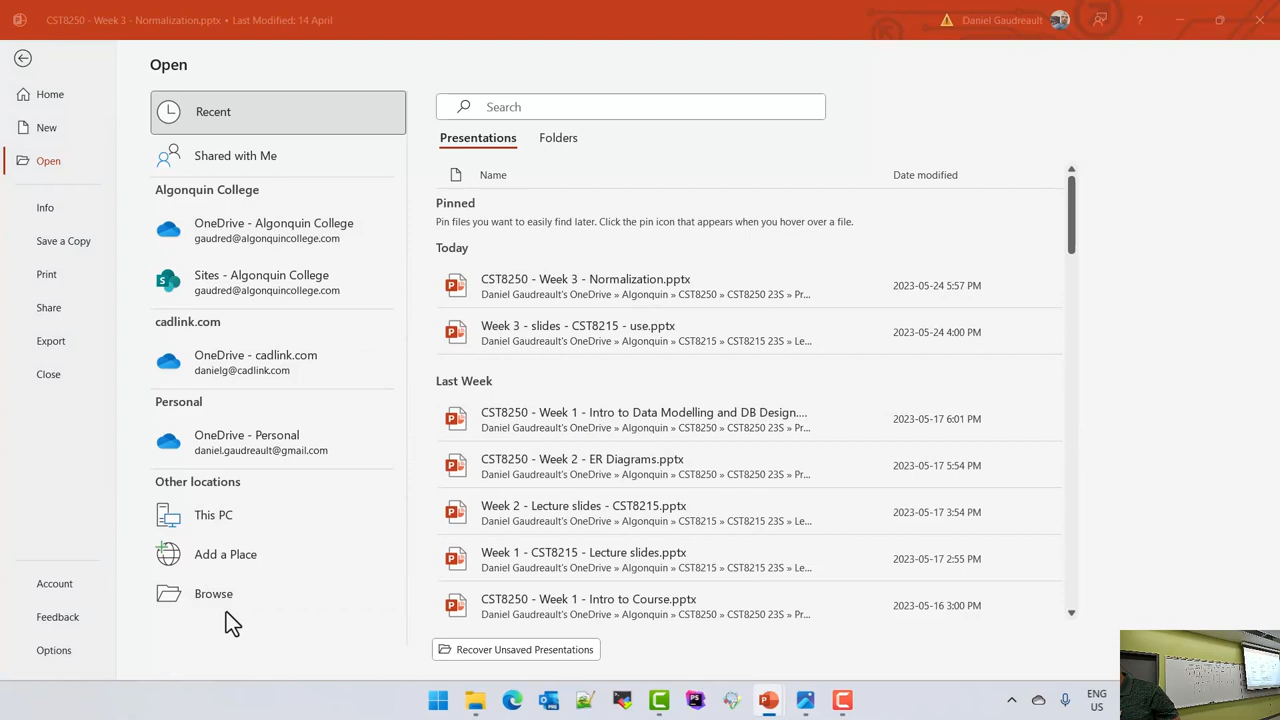 CST8250 - Week 3 - Normalization.pptx • Last Modified: 14 April
Daniel Gaudreault
?
Open
Home
New
Open
Info
Save a Copy
Print
Share
Export
Close
Account
Feedback
Options
Recent
Shared with Me
Algonquin College
OneDrive - Algonquin College
gaudred@algonquincollege.com
Sites - Algonquin College
gaudred@algonquincollege.com
cadlink.com
OneDrive - cadlink.com
danielg@cadlink.com
Personal
OneDrive - Personal
daniel.gaudreault@gmail.com
Other locations
This PC
Add a Place
Browse
Search
Presentations Folders
Name Date modified
Pinned
Pin files you want to easily find later. Click the pin icon that appears when you hover over a file.
Today
CST8250 - Week 3 - Normalization.pptx 2023-05-24 5:57 PM
Daniel Gaudreault's OneDrive » Algonquin » CST8250 » CST8250 23S » Pr...
Week 3 - slides - CST8215 - use.pptx 2023-05-24 4:00 PM
Daniel Gaudreault's OneDrive » Algonquin » CST8215 » CST8215 23S » Le...
Last Week
CST8250 - Week 1 - Intro to Data Modelling and DB Design.... 2023-05-17 6:01 PM
Daniel Gaudreault's OneDrive » Algonquin » CST8250 » CST8250 23S » Pr...
CST8250 - Week 2 - ER Diagrams.pptx 2023-05-17 5:54 PM
Daniel Gaudreault's OneDrive » Algonquin » CST8250 » CST8250 23S » Pr...
Week 2 - Lecture slides - CST8215.pptx 2023-05-17 3:54 PM
Daniel Gaudreault's OneDrive » Algonquin » CST8215 » CST8215 23S » Le...
Week 1 - CST8215 - Lecture slides.pptx 2023-05-17 2:55 PM
Daniel Gaudreault's OneDrive » Algonquin » CST8215 » CST8215 23S » Le...
CST8250 - Week 1 - Intro to Course.pptx 2023-05-16 3:00 PM
Daniel Gaudreault's OneDrive » Algonquin » CST8250 » CST8250 23S » Pr...
Recover Unsaved Presentations
ENG
US